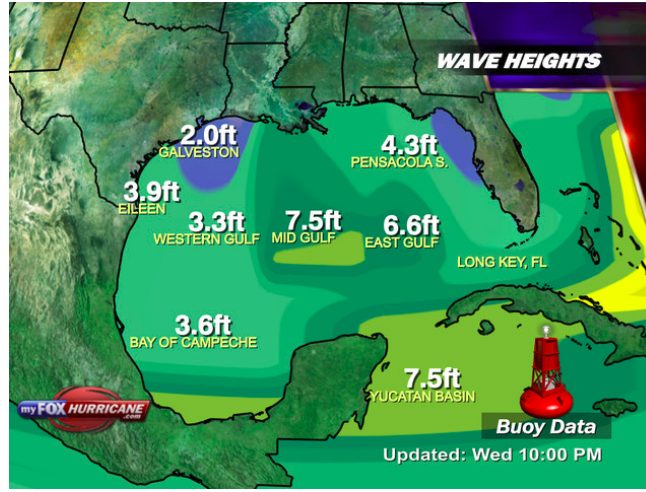 WAVE HEIGHTS
2.0ft
GALVESTON
4.3ft
PENSACOLA S.
3.9ft
EILEEN
3.3ft
WESTERN GULF
7.5ft
MID GULF
6.6ft
EAST GULF
LONG KEY, FL
3.6ft
BAY OF CAMPECHE
7.5ft
YUCATAN BASIN
myFOXHURRICANE
.com
Buoy Data
Updated: Wed 10:00 PM